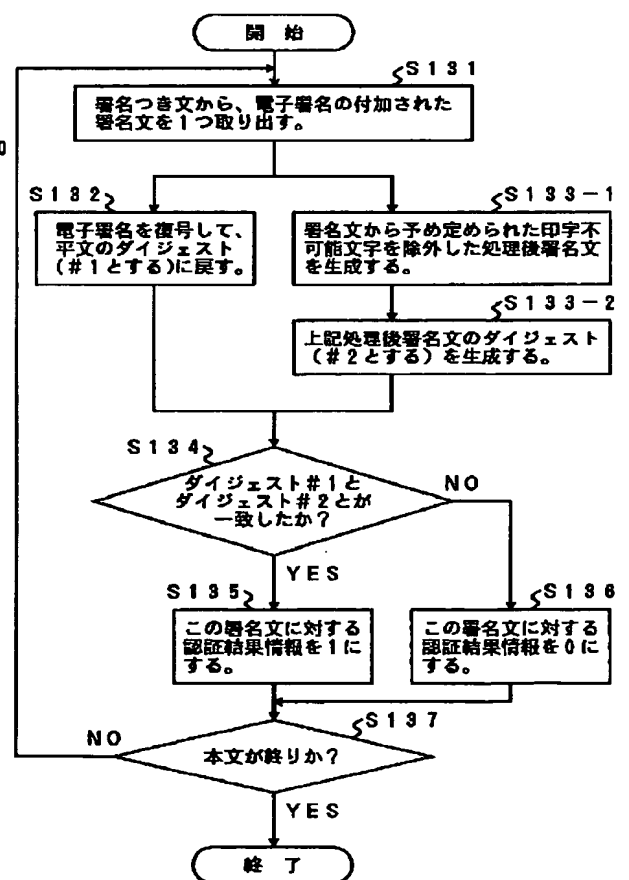 開 始
S131
署名つき文から、電子署名の付加された
署名文を1つ取り出す。
S132
電子署名を復号して、
平文のダイジェスト
(#1とする)に戻す。
S133-1
署名文から予め定められた印字不
可能文字を除外した処理後署名文
を生成する。
S133-2
上記処理後署名文のダイジェスト
(#2とする)を生成する。
S134
ダイジェスト#1と
ダイジェスト#2とが
一致したか?
NO
YES
S135
この署名文に対する
認証結果情報を1に
する。
S136
この署名文に対する
認証結果情報を0に
する。
S137
NO
本文が終りか?
YES
終 了